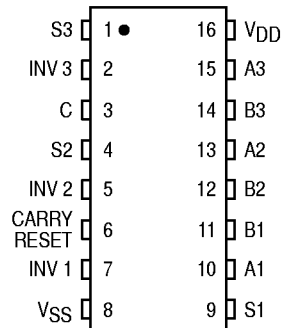 S3 1 16 VDD
INV 3 2 15 A3
C 3 14 B3
S2 4 13 A2
INV 2 5 12 B2
CARRY
RESET 6 11 B1
INV 1 7 10 A1
VSS 8 9 S1